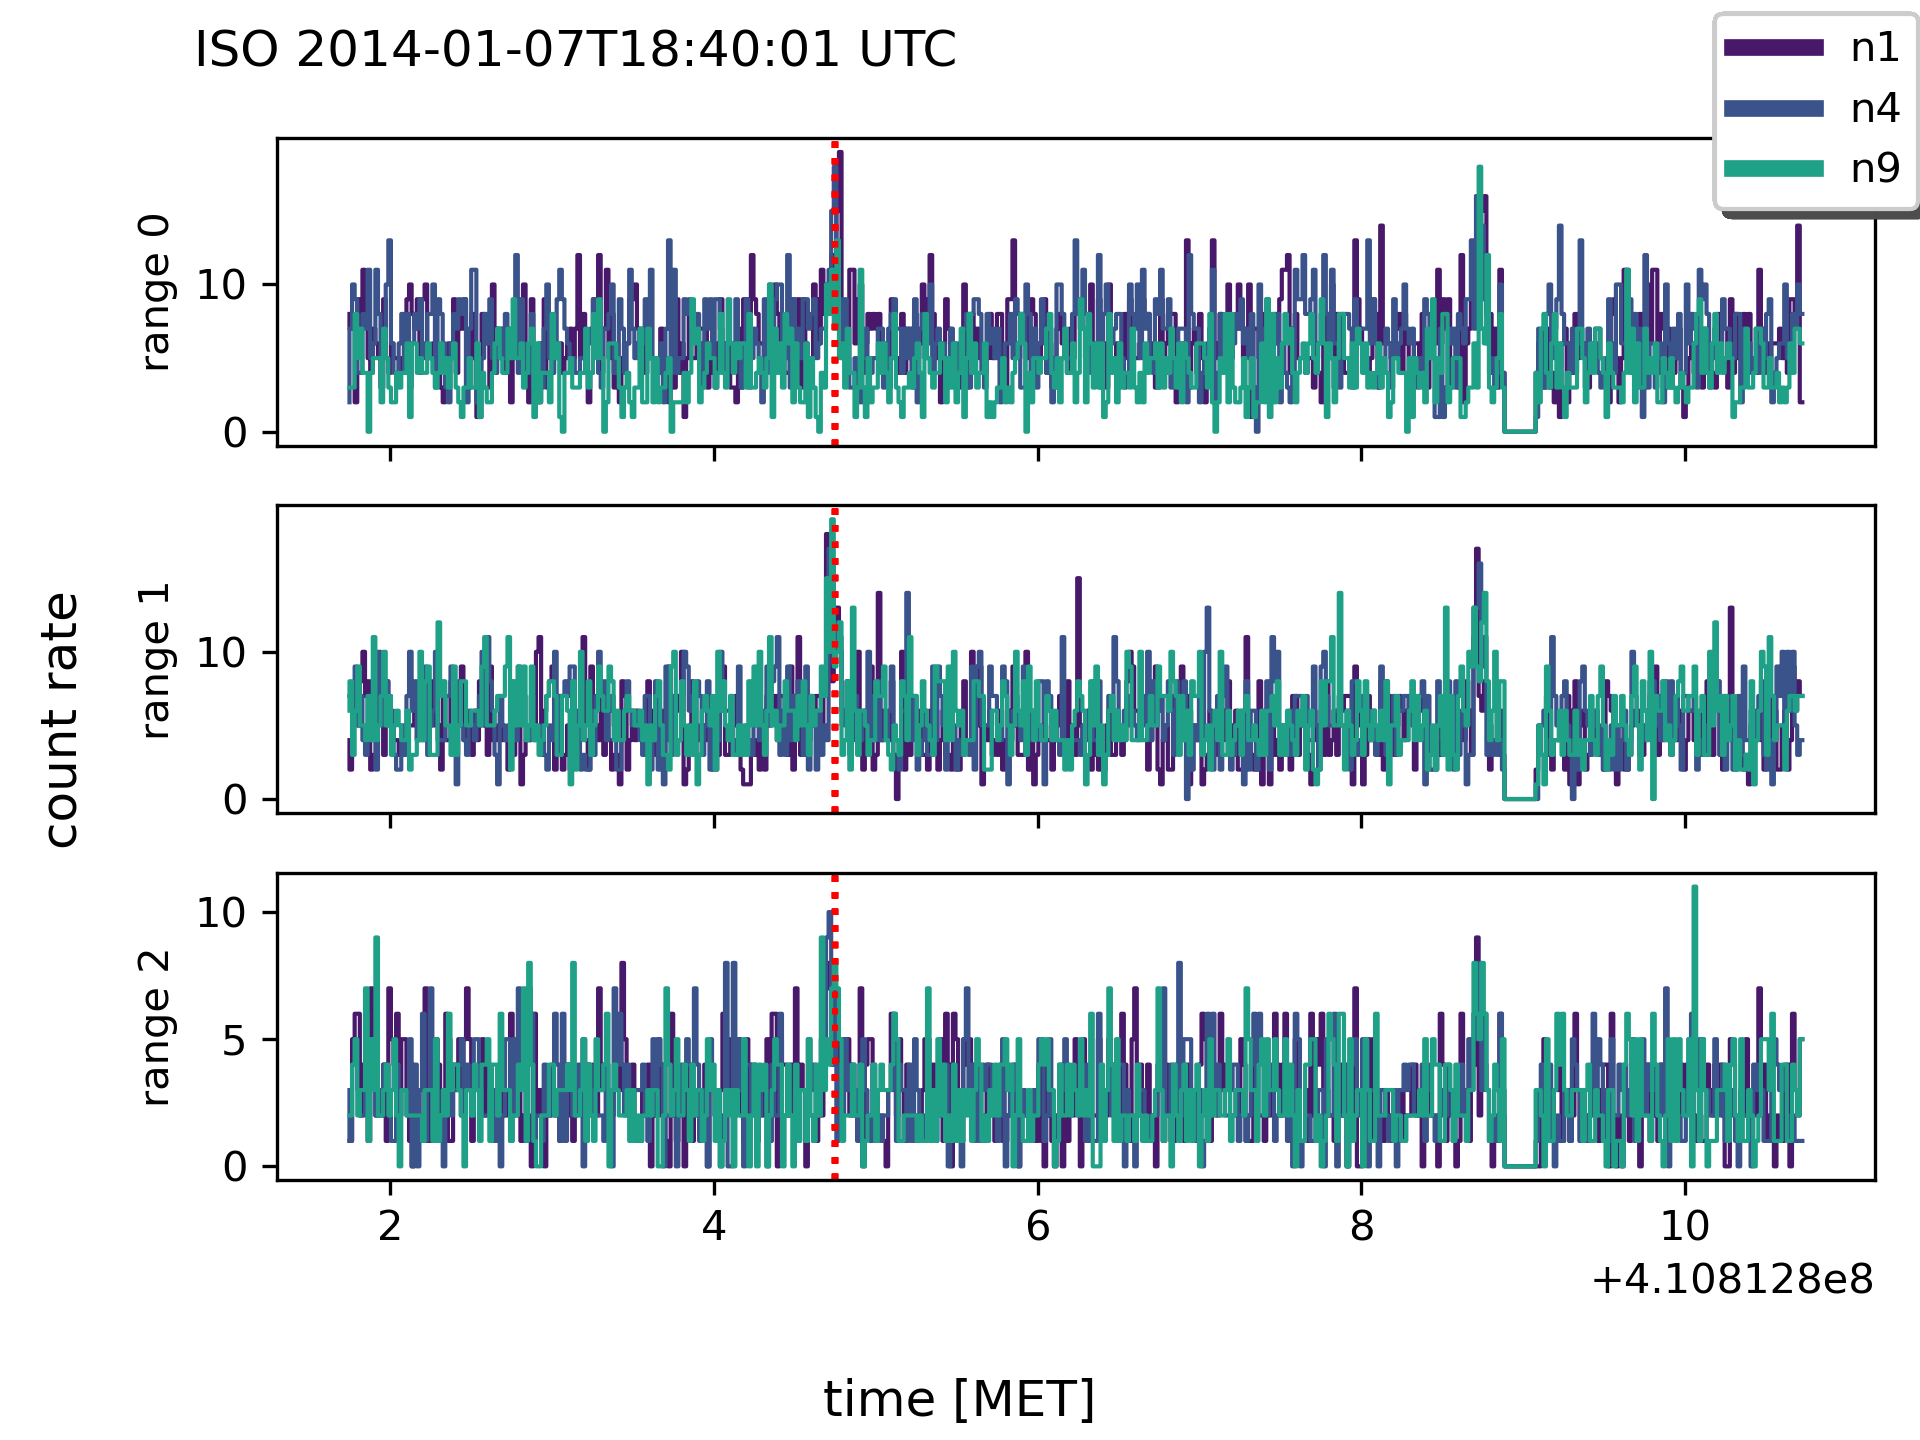 ISO 2014-01-07T18:40:01 UTC
n1
n4
n9
range 0
10
0
count rate
range 1
10
0
range 2
10
5
0
2 4 6 8 10
+4.108128e8
time [MET]